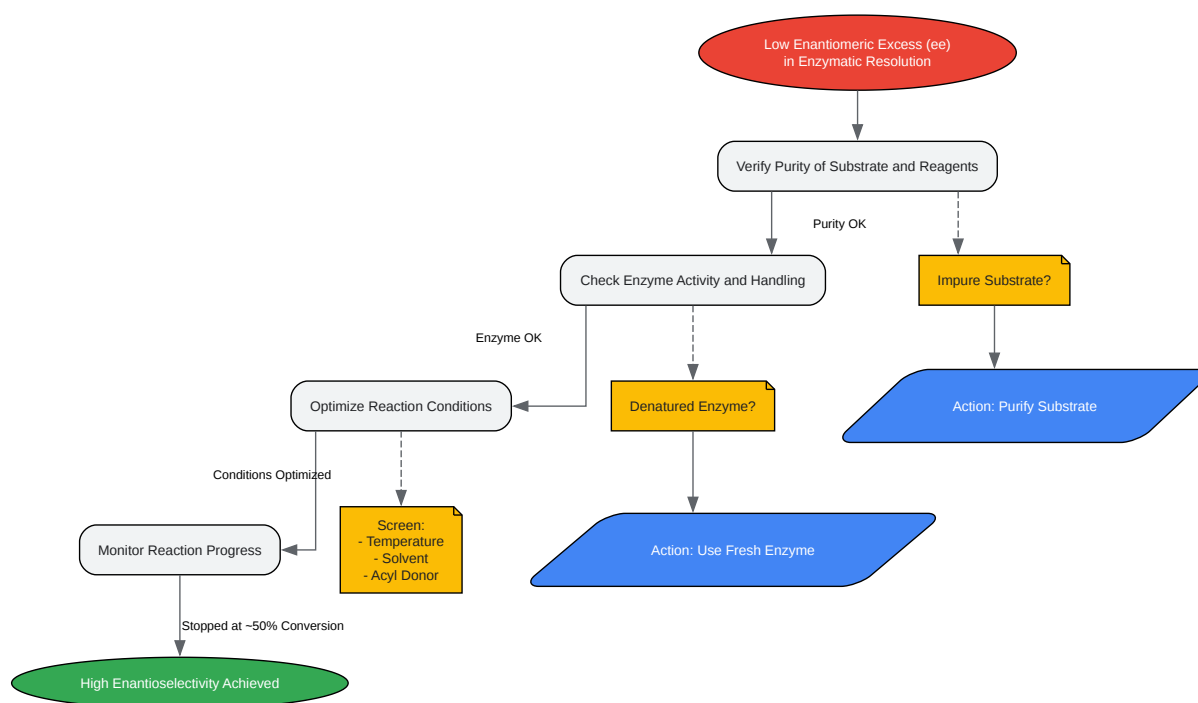 Low Enantiomeric Excess (ee)
in Enzymatic Resolution
Verify Purity of Substrate and Reagents
Purity OK
Check Enzyme Activity and Handling
Impure Substrate?
Enzyme OK
Optimize Reaction Conditions
Denatured Enzyme?
Action: Purify Substrate
Conditions Optimized
Monitor Reaction Progress
Screen:
- Temperature
- Solvent
- Acyl Donor
Action: Use Fresh Enzyme
Stopped at ~50% Conversion
High Enantioselectivity Achieved